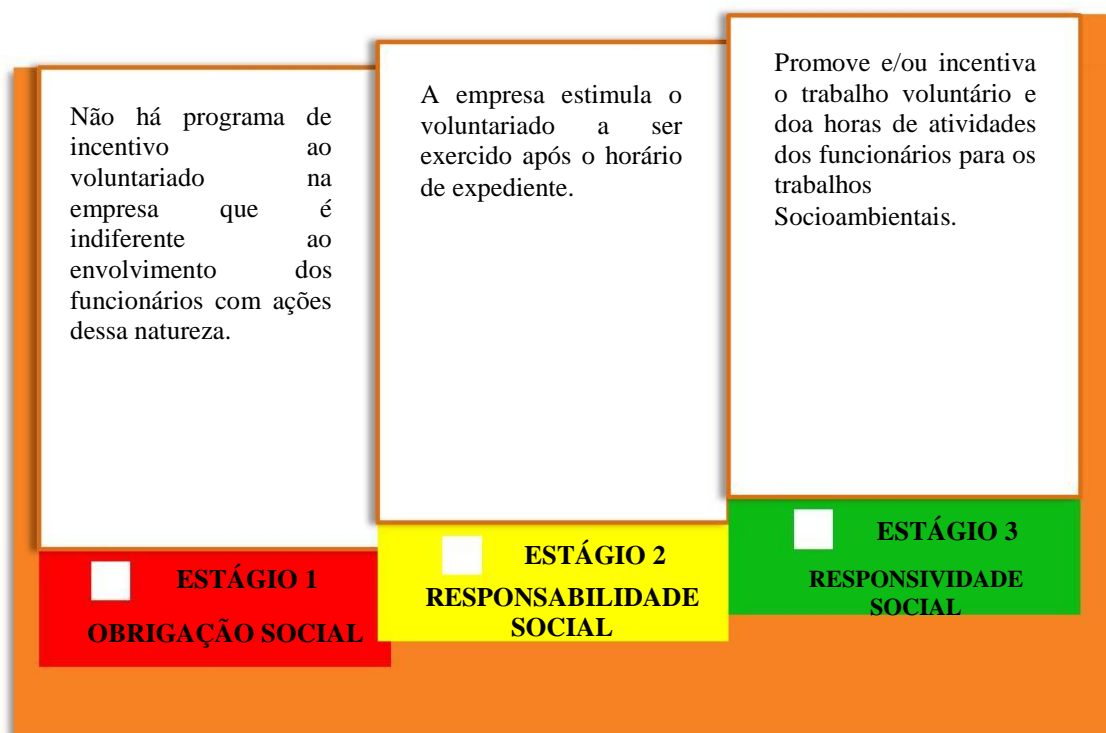 Não há programa de
incentivo ao
voluntariado na
empresa que é
indiferente ao
envolvimento dos
funcionários com ações
dessa natureza.
ESTÁGIO 1
OBRIGAÇÃO SOCIAL
A empresa estimula o
voluntariado a ser
exercido após o horário
de expediente.
ESTÁGIO 2
RESPONSABILIDADE
SOCIAL
Promove e/ou incentiva
o trabalho voluntário e
doa horas de atividades
dos funcionários para os
trabalhos
Socioambientais.
ESTÁGIO 3
RESPONSIVIDADE
SOCIAL